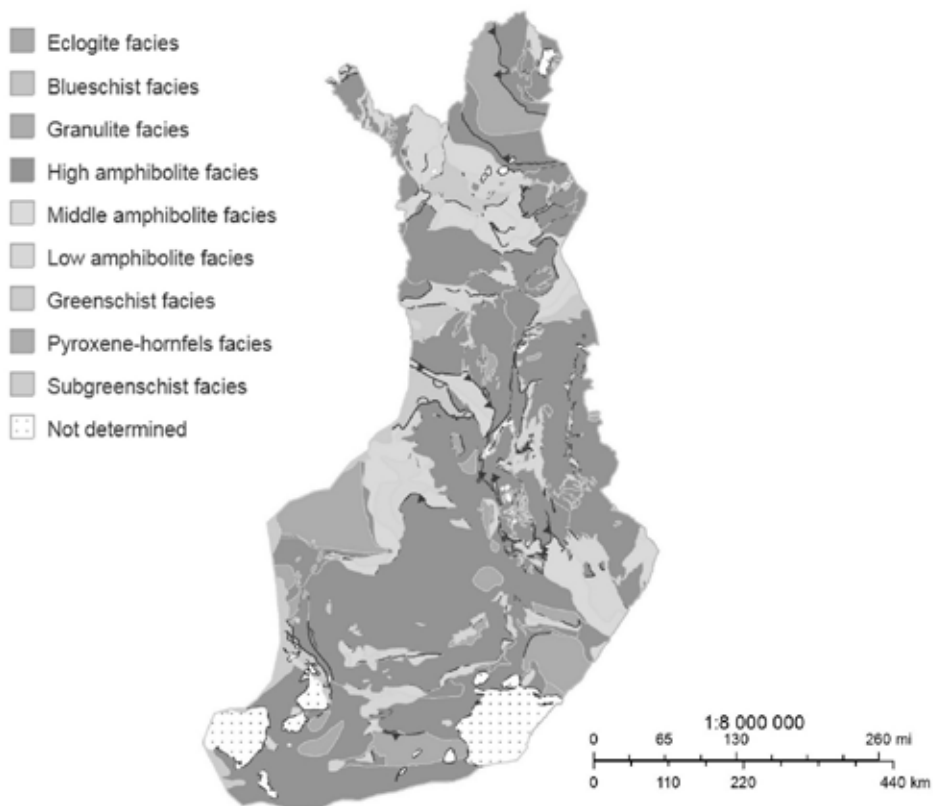 Eclogite facies
Blueschist facies
Granulite facies
High amphibolite facies
Middle amphibolite facies
Low amphibolite facies
Greenschist facies
Pyroxene-hornfels facies
Subgreenschist facies
Not determined
1:8 000 000
0 65 130 260 mi
0 110 220 440 km